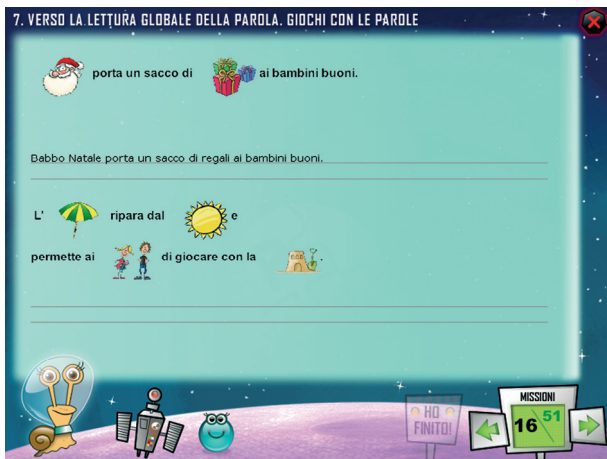 7. VERSO LA LETTURA GLOBALE DELLA PAROLA. GIOCHI CON LE PAROLE
porta un sacco di ai bambini buoni.
Babbo Natale porta un sacco di regali ai bambini buoni.
L' ripara dal e
permette ai di giocare con la .
HO
FINITO!
MISSIONI
16 51